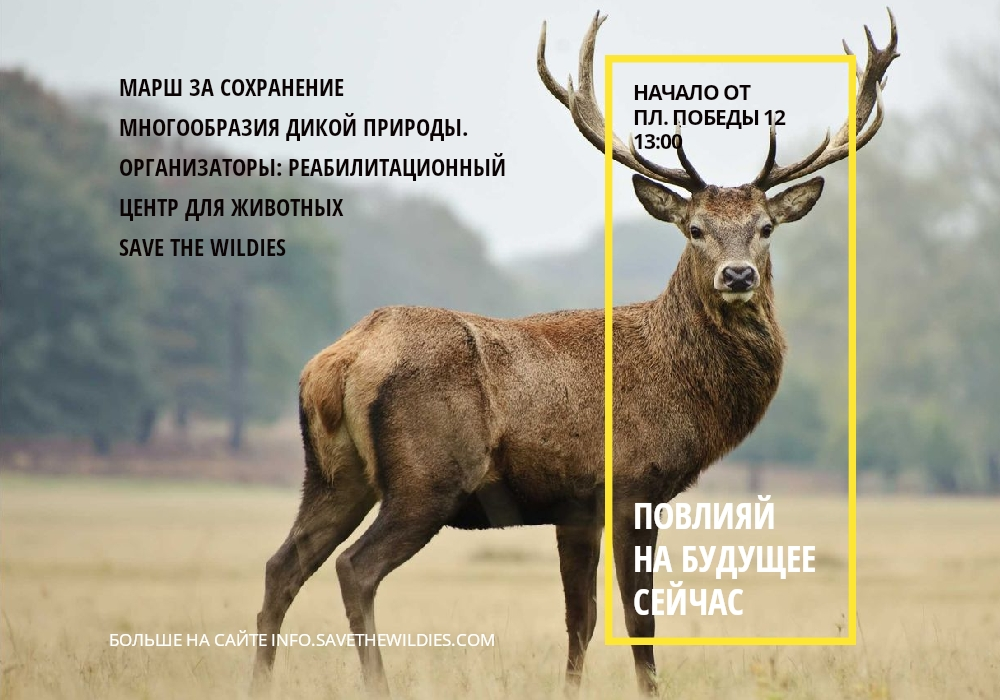 МАРШ ЗА СОХРАНЕНИЕ
МНОГООБРАЗИЯ ДИКОЙ ПРИРОДЫ.
ОРГАНИЗАТОРЫ: РЕАБИЛИТАЦИОННЫЙ
ЦЕНТР ДЛЯ ЖИВОТНЫХ
SAVE THE WILDIES
НАЧАЛО ОТ
ПЛ. ПОБЕДЫ 12
13:00
ПОВЛИЯЙ
НА БУДУЩЕЕ
СЕЙЧАС
БОЛЬШЕ НА САЙТЕ INFO.SAVETHEWILDIES.COM